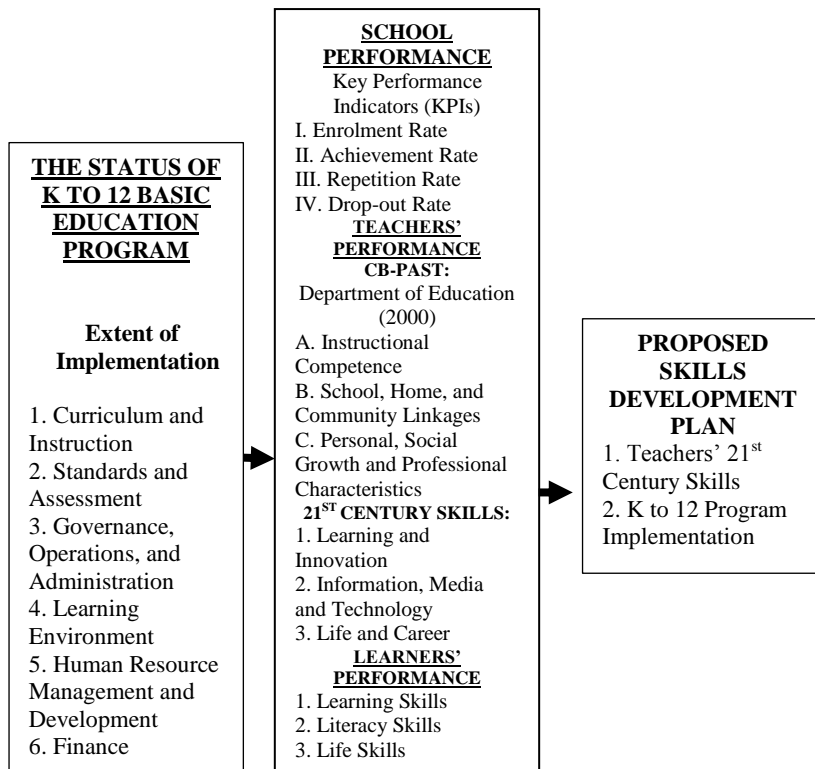 THE STATUS OF
K TO 12 BASIC
EDUCATION
PROGRAM
Extent of
Implementation
1. Curriculum and
Instruction
2. Standards and
Assessment
3. Governance,
Operations, and
Administration
4. Learning
Environment
5. Human Resource
Management and
Development
6. Finance
SCHOOL
PERFORMANCE
Key Performance
Indicators (KPIs)
I. Enrolment Rate
II. Achievement Rate
III. Repetition Rate
IV. Drop-out Rate
TEACHERS’
PERFORMANCE
CB-PAST:
Department of Education
(2000)
A. Instructional
Competence
B. School, Home, and
Community Linkages
C. Personal, Social
Growth and Professional
Characteristics
21ST CENTURY SKILLS:
1. Learning and
Innovation
2. Information, Media
and Technology
3. Life and Career
LEARNERS’
PERFORMANCE
1. Learning Skills
2. Literacy Skills
3. Life Skills
PROPOSED
SKILLS
DEVELOPMENT
PLAN
1. Teachers’ 21st
Century Skills
2. K to 12 Program
Implementation